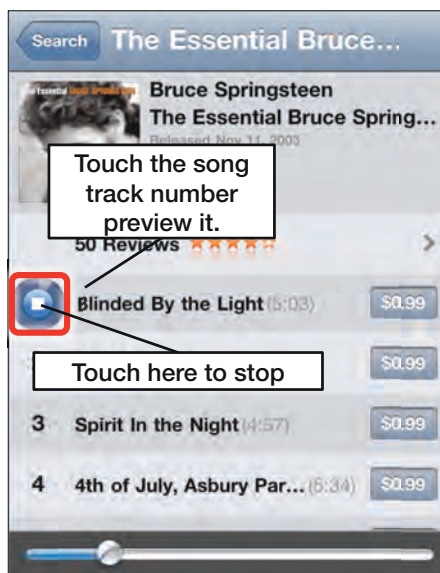 Search
The Essential Bruce...
Bruce Springsteen
The Essential Bruce Spring...
Released Nov 11, 2003
Touch the song
track number
preview it.
50 Reviews
Blinded By the Light (5:03) $0.99
Touch here to stop
$0.99
3 Spirit In the Night (4:57) $0.99
4 4th of July, Asbury Par... (5:34) $0.99